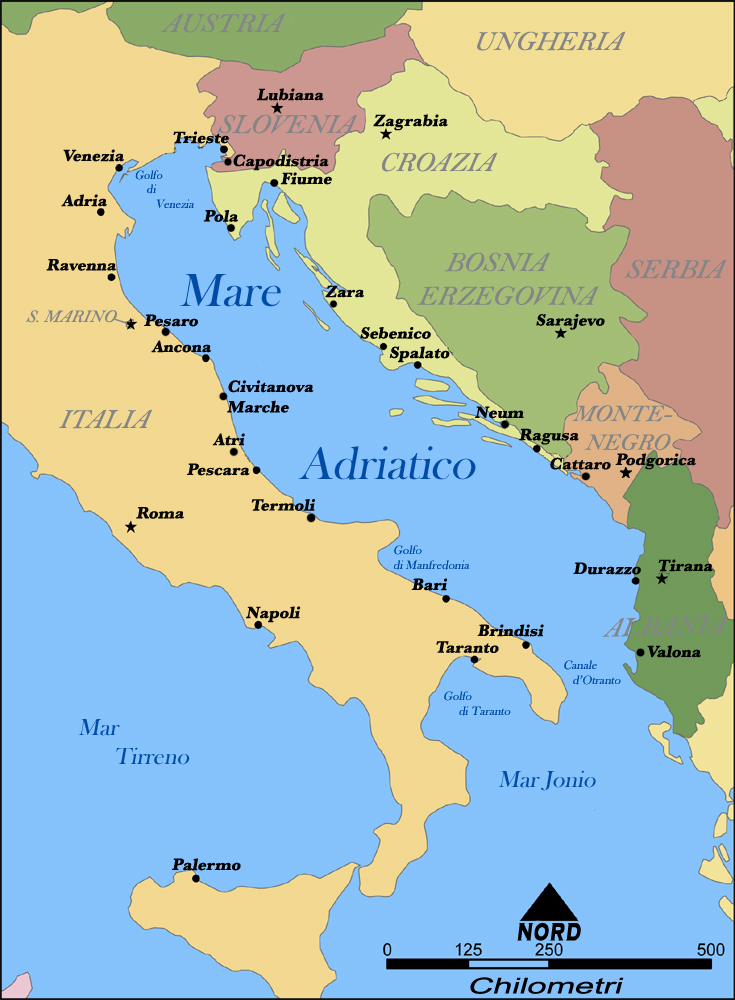 AUSTRIA
UNGHERIA
Lubiana
SLOVENIA
Zagrabia
CROAZIA
Trieste
Venezia
Capodistria
Golfo
di
Venezia
Fiume
Adria
Pola
Ravenna
BOSNIA
ERZEGOVINA
SERBIA
Mare
Zara
S. MARINO
Pesaro
Sarajevo
Ancona
Sebenico
Spalato
Civitanova
Marche
ITALIA
Neum
MONTE-
NEGRO
Atri
Ragusa
Pescara
Adriatico
Cattaro
Podgorica
Termoli
Roma
Golfo
di Manfredonia
Durazzo
Tirana
Bari
Napoli
ALBANIA
Brindisi
Taranto
Valona
Canale
d'Otranto
Golfo
di Taranto
Mar
Tirreno
Mar Jonio
Palermo
NORD
0 125 250 500
Chilometri